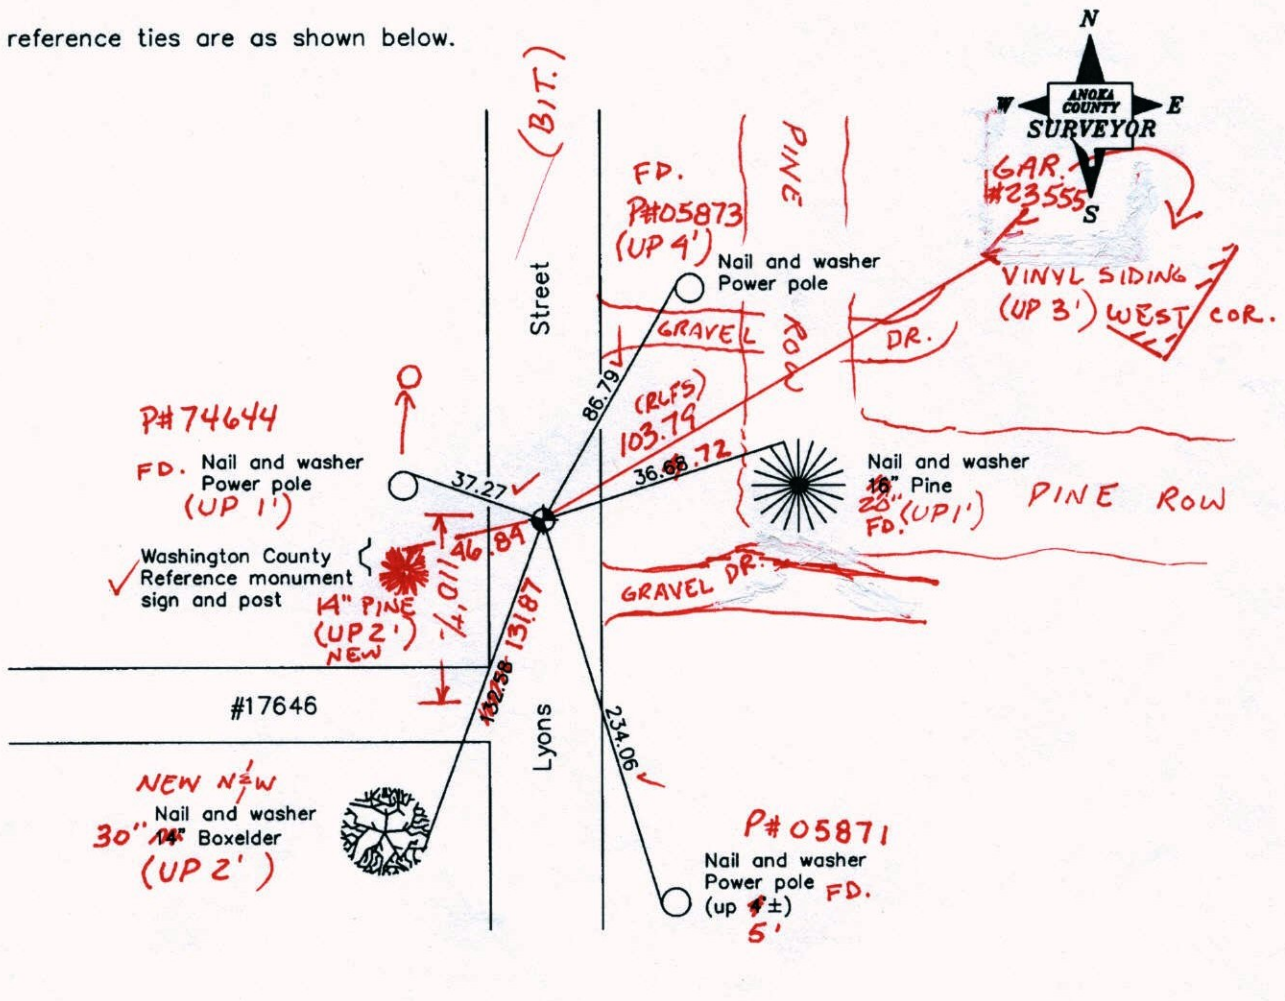 reference ties are as shown below.
N
W
ANOKA
COUNTY
E
SURVEYOR
S
(BIT.)
Street
FD.
P#05873
(UP 4')
Nail and washer
Power pole
PINE
ROW
GAR.
#23555
VINYL SIDING
(UP 3') WEST COR.
GRAVEL
DR.
86.79
(RLFS)
103.79
P#74644
FD. Nail and washer
Power pole
(UP 1')
37.27
36.68 .72
Nail and washer
16" Pine
20" (UP 1')
FD.
PINE ROW
Washington County
Reference monument
sign and post
46.84
14" PINE
(UP 2')
NEW
110' +/-
131.87
132.58
GRAVEL DR.
#17646
Lyons
234.06
NEW N&W
Nail and washer
30" 14" Boxelder
(UP 2')
P#05871
Nail and washer
Power pole FD.
(up 4 ±)
5'